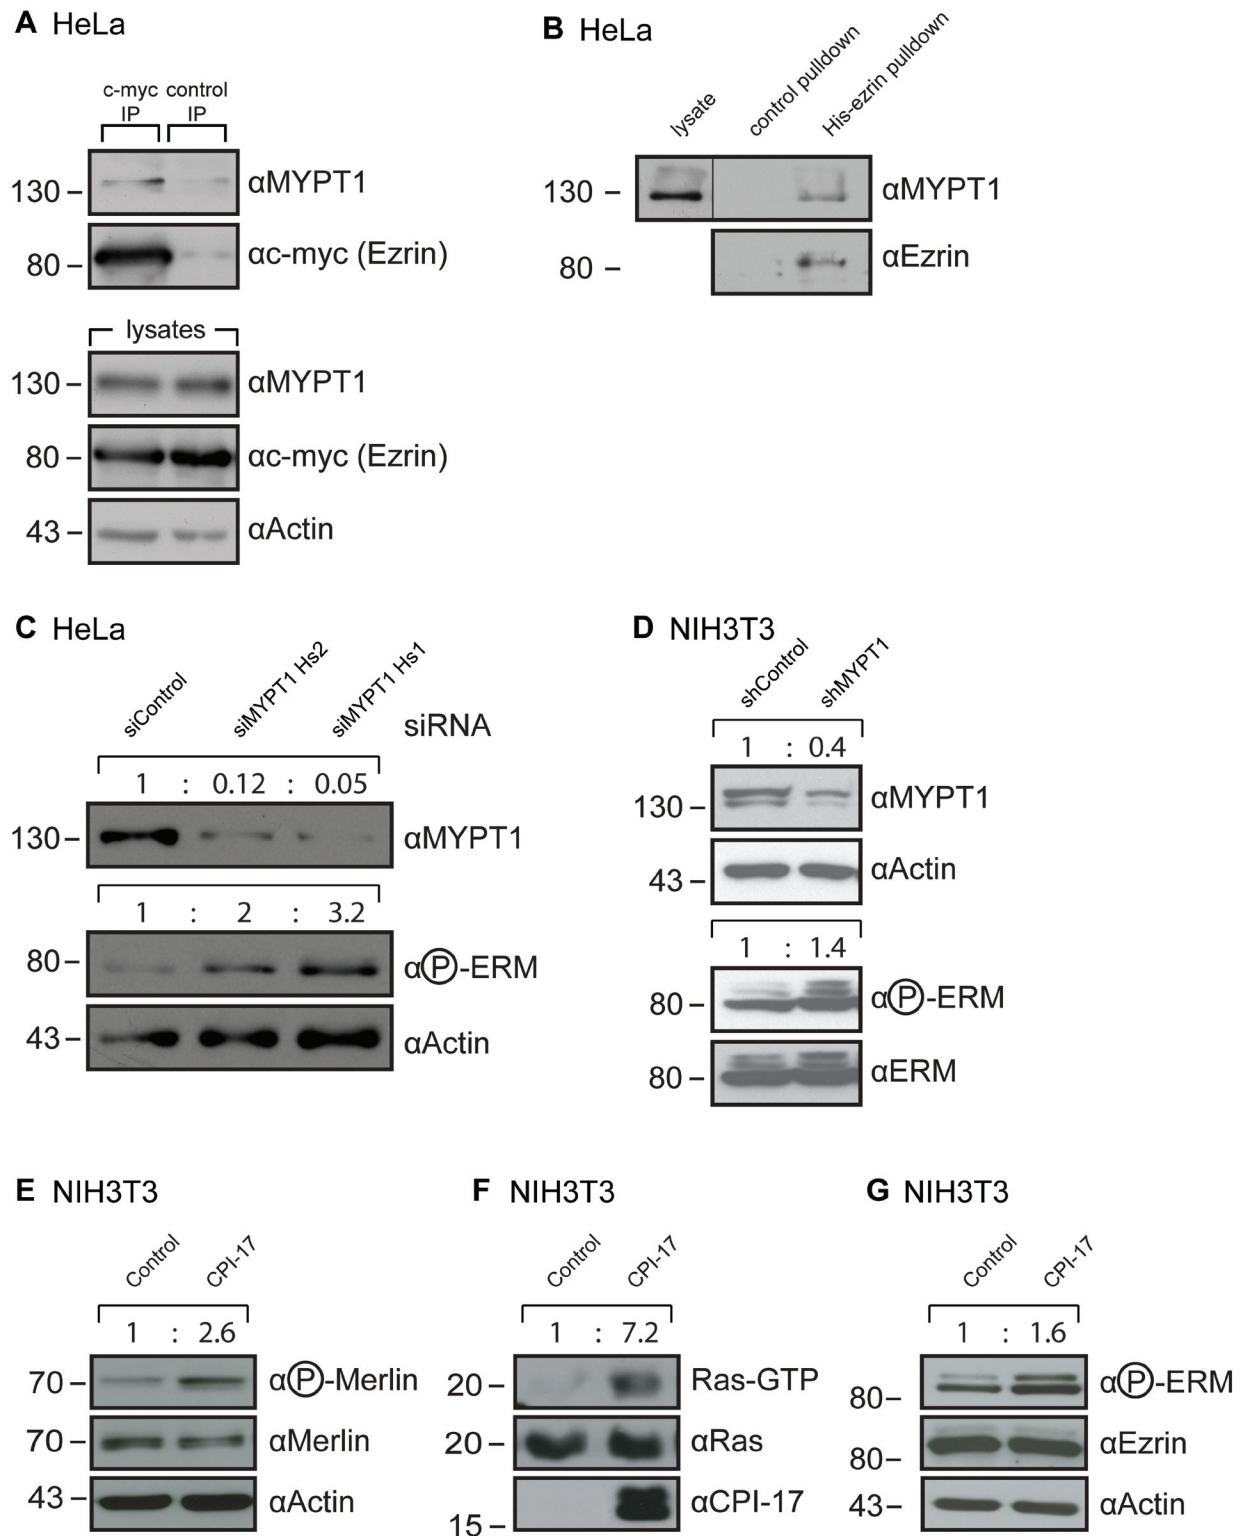 A HeLa
c-myc IP
control IP
130
αMYPT1
80
αc-myc (Ezrin)
lysates
130
αMYPT1
80
αc-myc (Ezrin)
43
αActin
B HeLa
lysate
control pulldown
His-ezrin pulldown
130
αMYPT1
80
αEzrin
C HeLa
siControl
siMYPT1 Hs2
siMYPT1 Hs1
siRNA
1 : 0.12 : 0.05
130
αMYPT1
1 : 2 : 3.2
80
αⓅ-ERM
43
αActin
D NIH3T3
shControl
shMYPT1
1 : 0.4
130
αMYPT1
43
αActin
1 : 1.4
80
αⓅ-ERM
80
αERM
E NIH3T3
Control
CPI-17
1 : 2.6
70
αⓅ-Merlin
70
αMerlin
43
αActin
F NIH3T3
Control
CPI-17
1 : 7.2
20
Ras-GTP
20
αRas
αCPI-17
15
G NIH3T3
Control
CPI-17
1 : 1.6
80
αⓅ-ERM
80
αEzrin
43
αActin